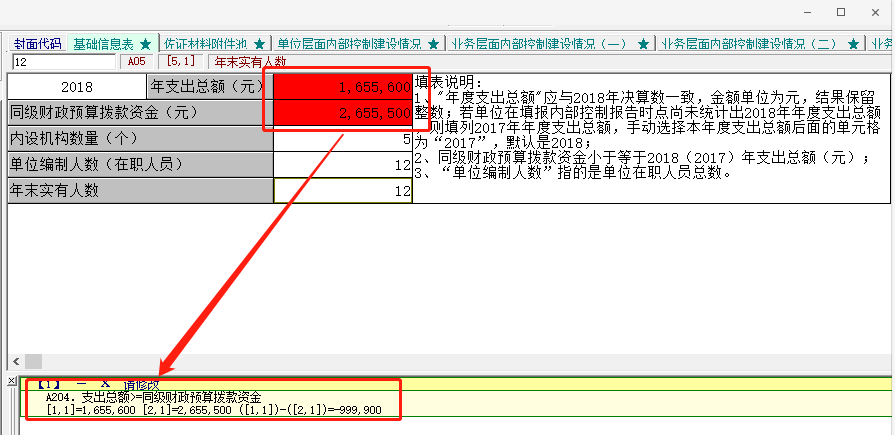 封面代码 基础信息表 ★ 佐证材料附件池 ★ 单位层面内部控制建设情况 ★ 业务层面内部控制建设情况（一） ★ 业务层面内部控制建设情况（二） ★ 业务层
12 A05 [5,1] 年末实有人数
2018 年支出总额（元） 1,655,600
同级财政预算拨款资金（元） 2,655,500
内设机构数量（个） 5
单位编制人数（在职人员） 12
年末实有人数 12
填表说明：
1、"年度支出总额"应与2018年决算数一致，金额单位为元，结果保留
整数；若单位在填报内部控制报告时点尚未统计出2018年年度支出总额
则填列2017年年度支出总额，手动选择本年度支出总额后面的单元格
为“2017”，默认是2018；
2、同级财政预算拨款资金小于等于2018（2017）年支出总额（元）；
3、“单位编制人数”指的是单位在职人员总数。
【1】 — X 请修改
A204. 支出总额>=同级财政预算拨款资金
[1,1]=1,655,600 [2,1]=2,655,500 ([1,1])-([2,1])=-999,900